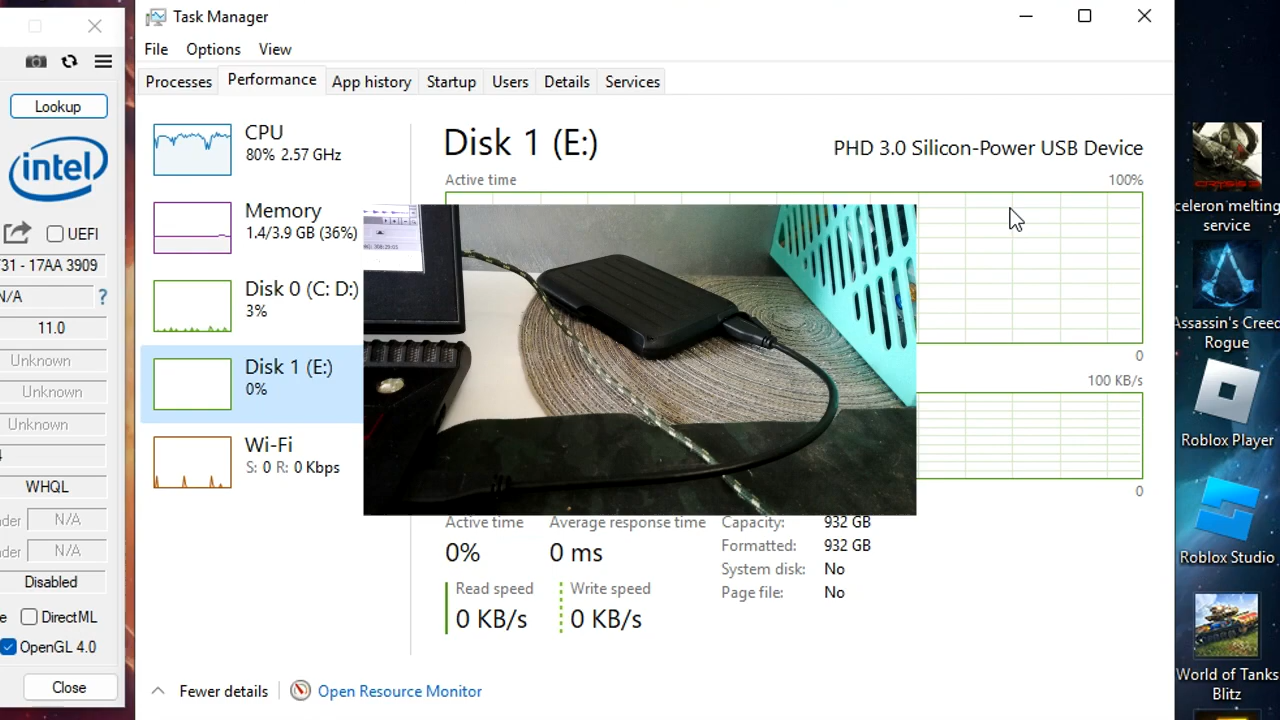 Lookup
intel
UEFI
731 - 17AA 3909
N/A
?
11.0
Unknown
Unknown
Unknown
WHQL
N/A
N/A
Disabled
DirectML
OpenGL 4.0
Close
Task Manager
File Options View
Processes Performance App history Startup Users Details Services
CPU
80% 2.57 GHz
Memory
1.4/3.9 GB (36%)
Disk 0 (C: D:)
3%
Disk 1 (E:)
0%
Wi-Fi
S: 0 R: 0 Kbps
Disk 1 (E:)
PHD 3.0 Silicon-Power USB Device
Active time 100%
0
100 KB/s
0
Active time Average response time
0% 0 ms
Read speed Write speed
0 KB/s 0 KB/s
Capacity: 932 GB
Formatted: 932 GB
System disk: No
Page file: No
Fewer details Open Resource Monitor
CRYSIS 3
celeron melting
service
Assassin's Creed
Rogue
Roblox Player
Roblox Studio
World of Tanks
Blitz